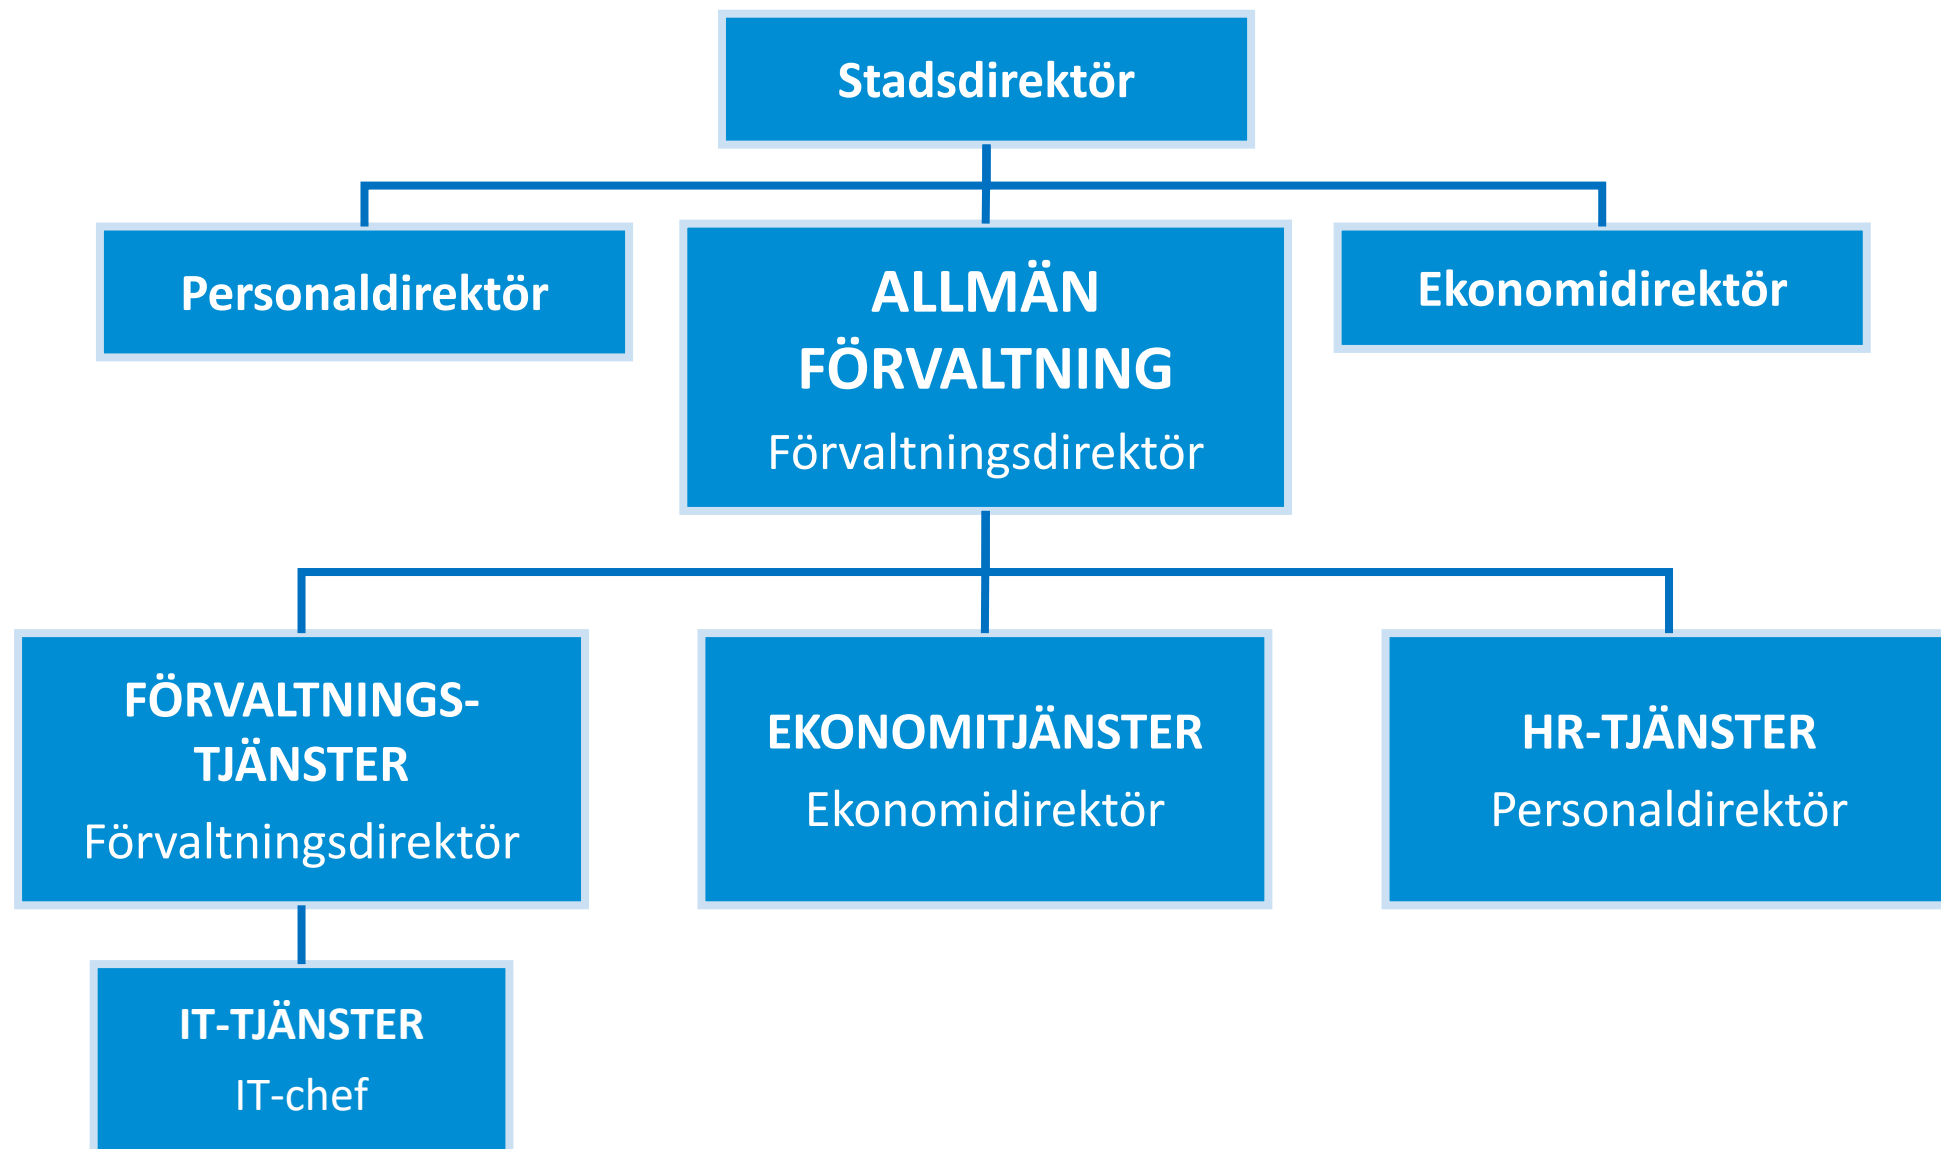 Stadsdirektör
Personaldirektör
ALLMÄN
FÖRVALTNING
Förvaltningsdirektör
Ekonomidirektör
FÖRVALTNINGS-
TJÄNSTER
Förvaltningsdirektör
EKONOMITJÄNSTER
Ekonomidirektör
HR-TJÄNSTER
Personaldirektör
IT-TJÄNSTER
IT-chef